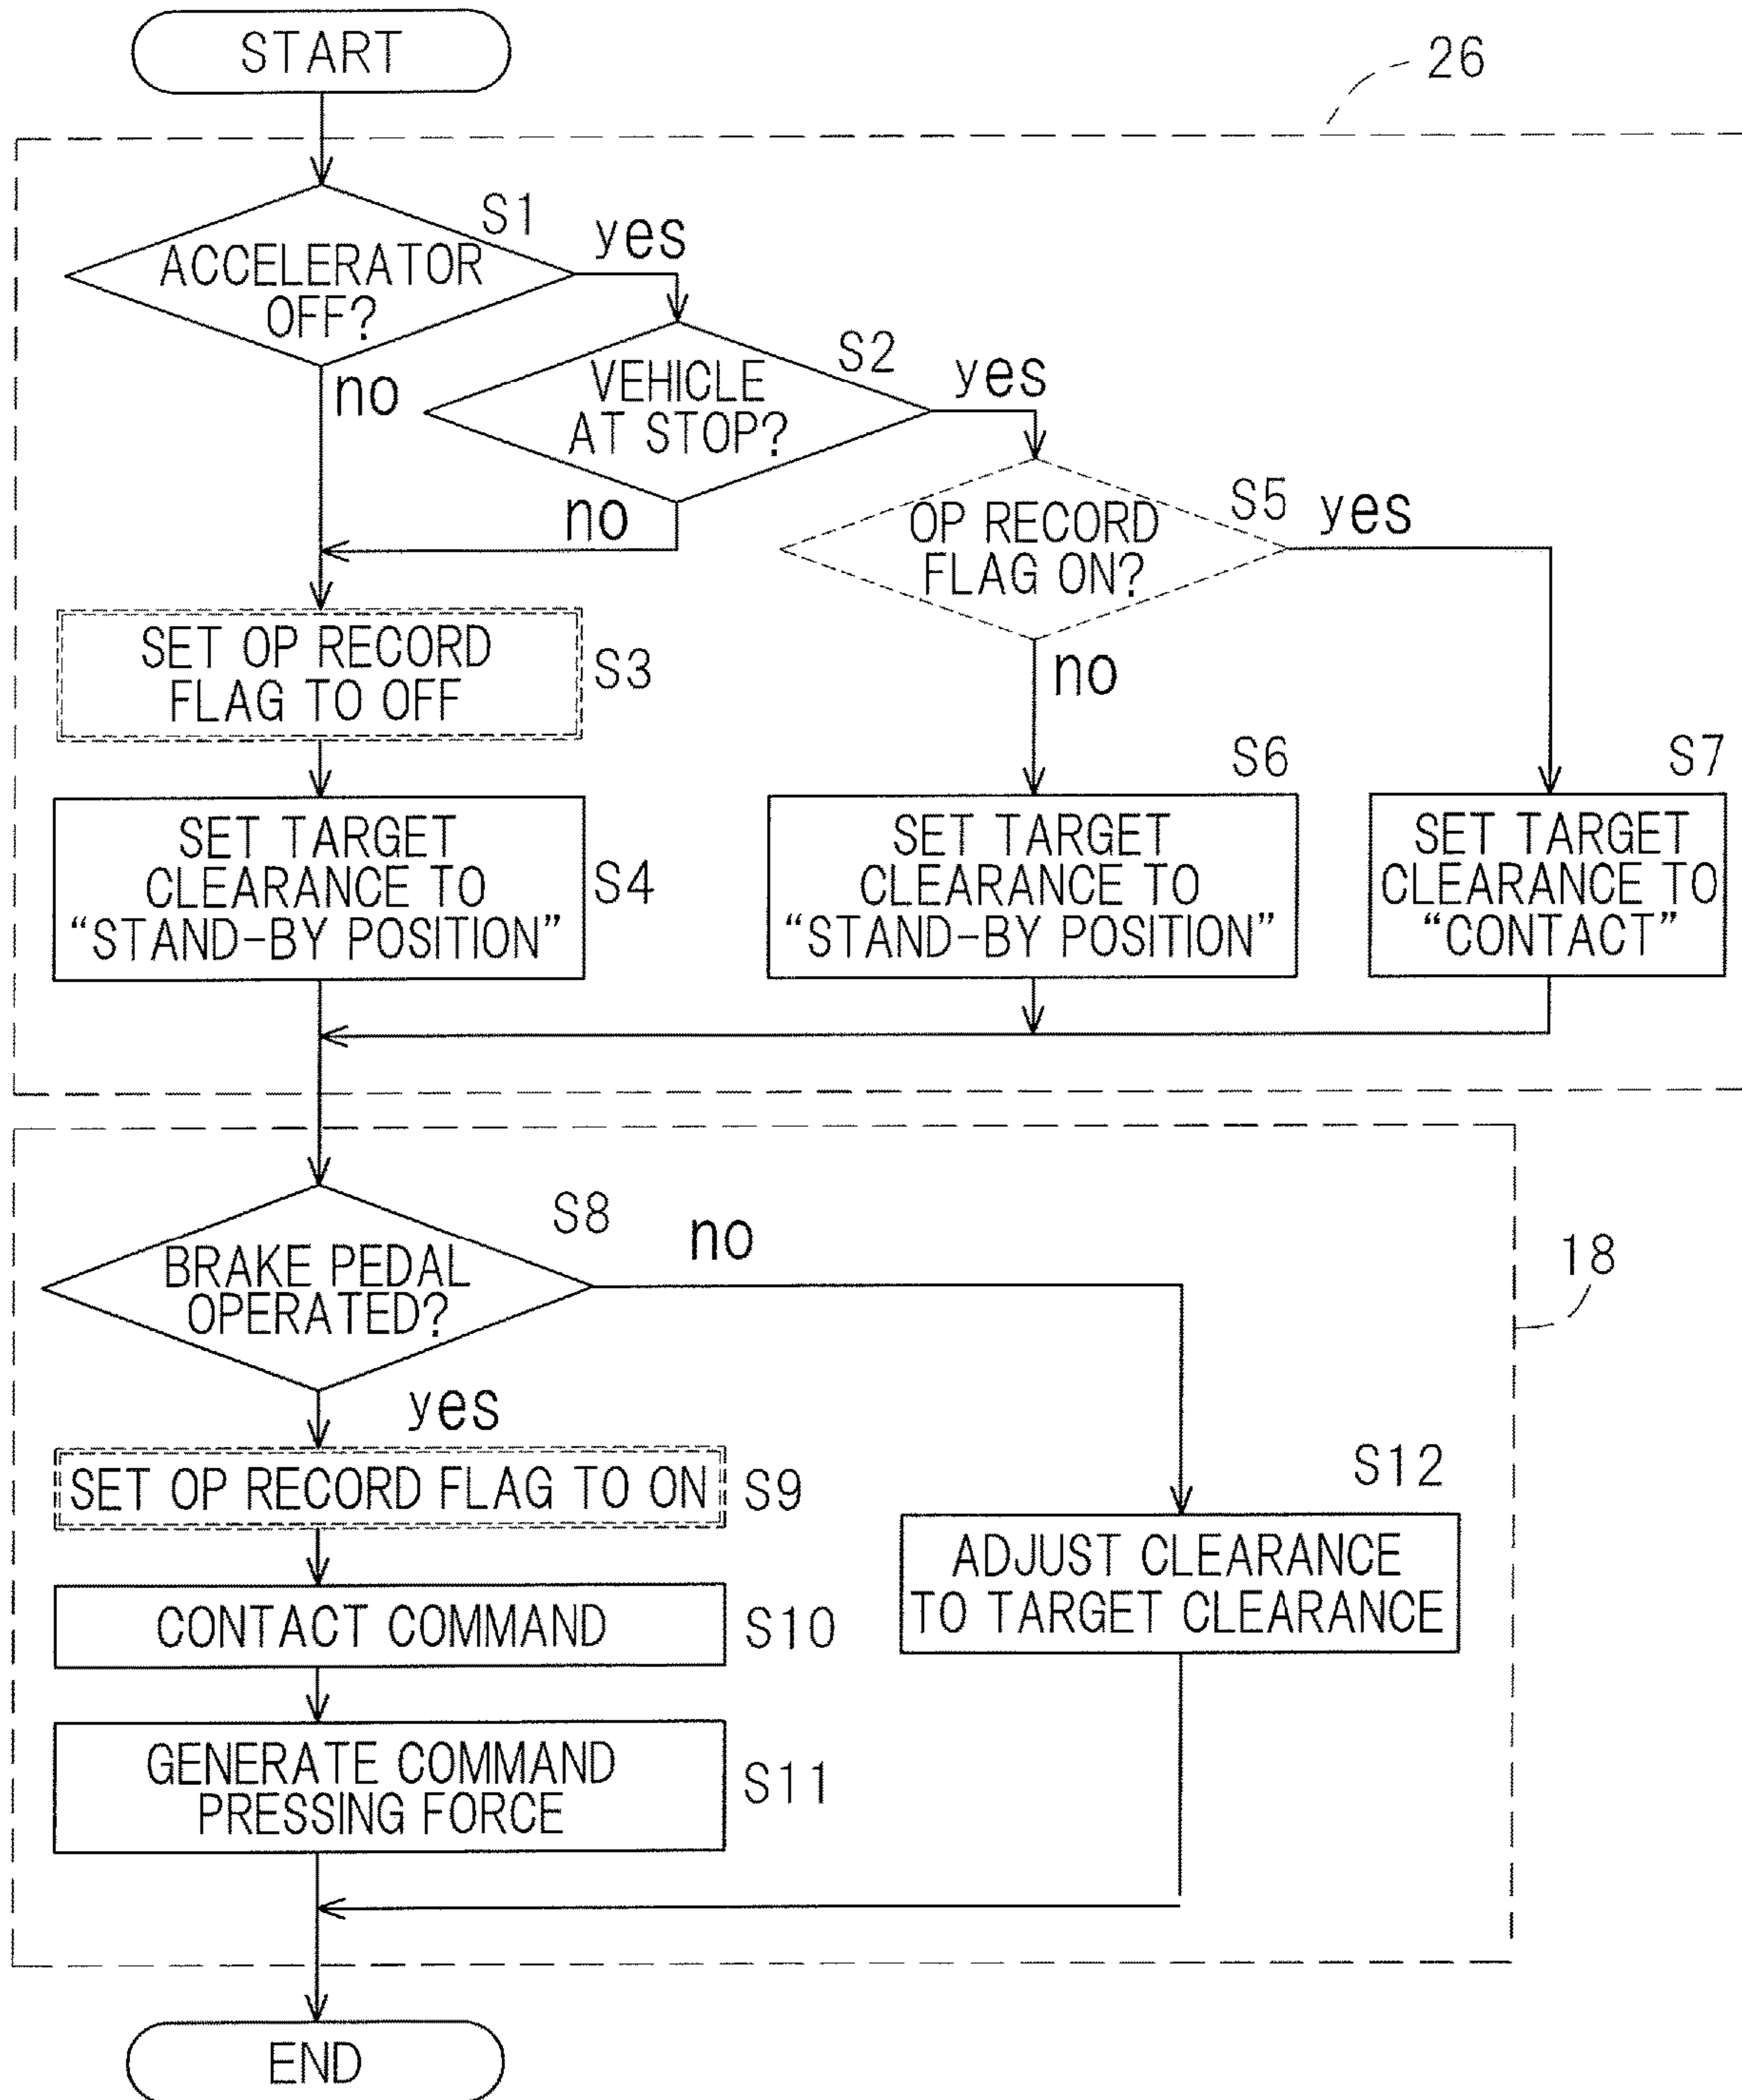 START
26
S1
yes
ACCELERATOR
OFF?
no
S2
yes
VEHICLE
AT STOP?
no
S5
yes
OP RECORD
FLAG ON?
no
SET OP RECORD
FLAG TO OFF
S3
SET TARGET
CLEARANCE TO
“STAND-BY POSITION”
S4
S6
SET TARGET
CLEARANCE TO
“STAND-BY POSITION”
S7
SET TARGET
CLEARANCE TO
“CONTACT”
18
S8
no
BRAKE PEDAL
OPERATED?
yes
SET OP RECORD FLAG TO ON
S9
CONTACT COMMAND
S10
GENERATE COMMAND
PRESSING FORCE
S11
S12
ADJUST CLEARANCE
TO TARGET CLEARANCE
END